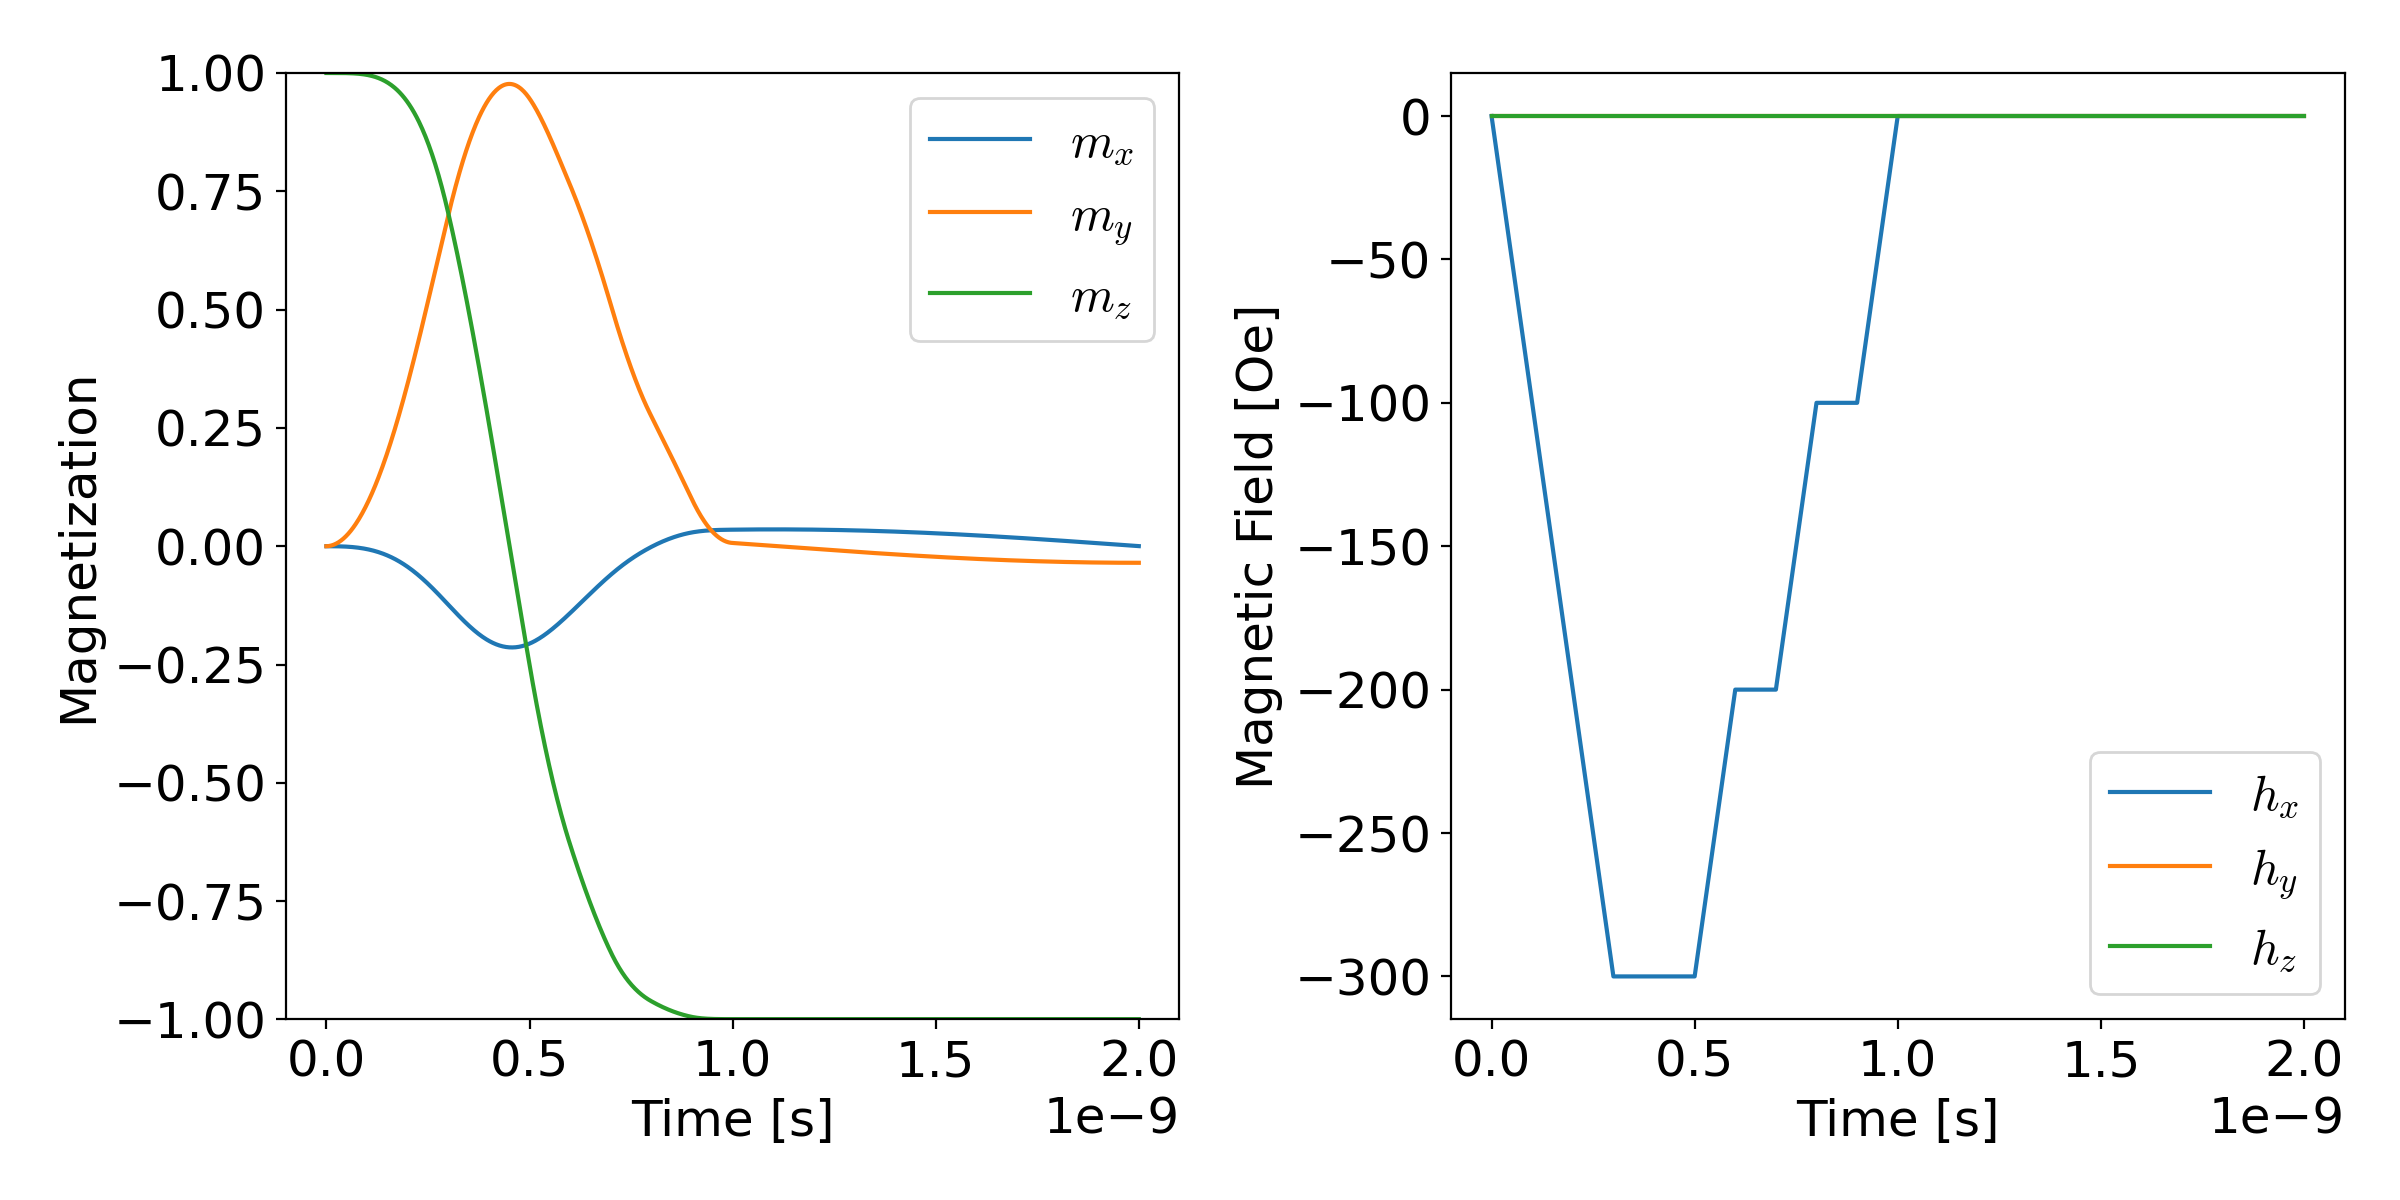 Magnetization
1.00
0.75
0.50
0.25
0.00
−0.25
−0.50
−0.75
−1.00
0.0 0.5 1.0 1.5 2.0
Time [s]
1e−9
m_x
m_y
m_z
Magnetic Field [Oe]
0
−50
−100
−150
−200
−250
−300
0.0 0.5 1.0 1.5 2.0
Time [s]
1e−9
h_x
h_y
h_z